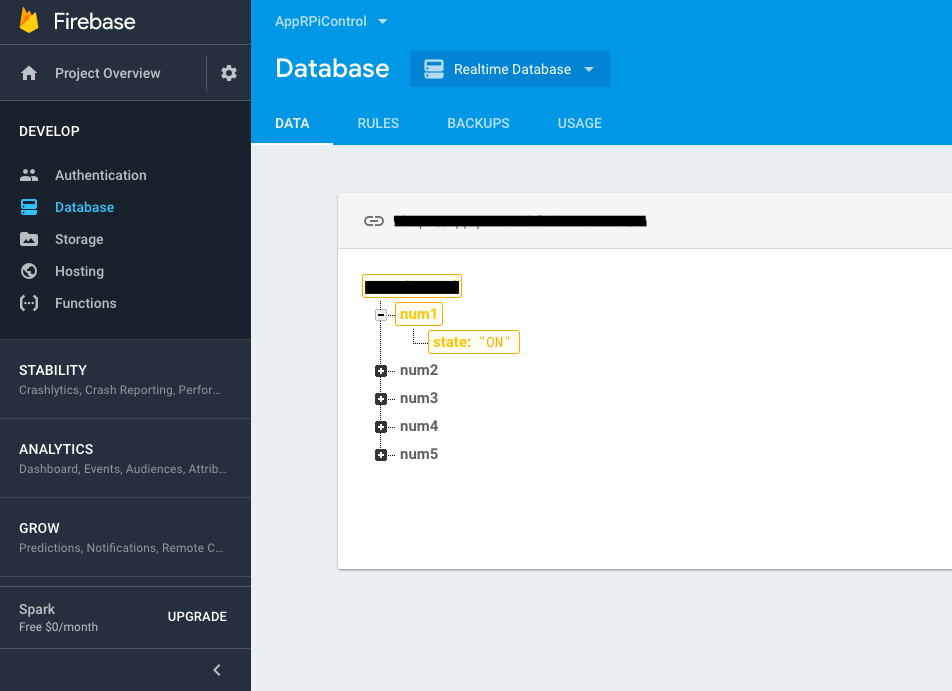 Firebase
Project Overview
DEVELOP
Authentication
Database
Storage
Hosting
Functions
STABILITY
Crashlytics, Crash Reporting, Perfor...
ANALYTICS
Dashboard, Events, Audiences, Attrib...
GROW
Predictions, Notifications, Remote C...
Spark
Free $0/month
UPGRADE
AppRPiControl
Database
Realtime Database
DATA RULES BACKUPS USAGE
num1
state: "ON"
num2
num3
num4
num5